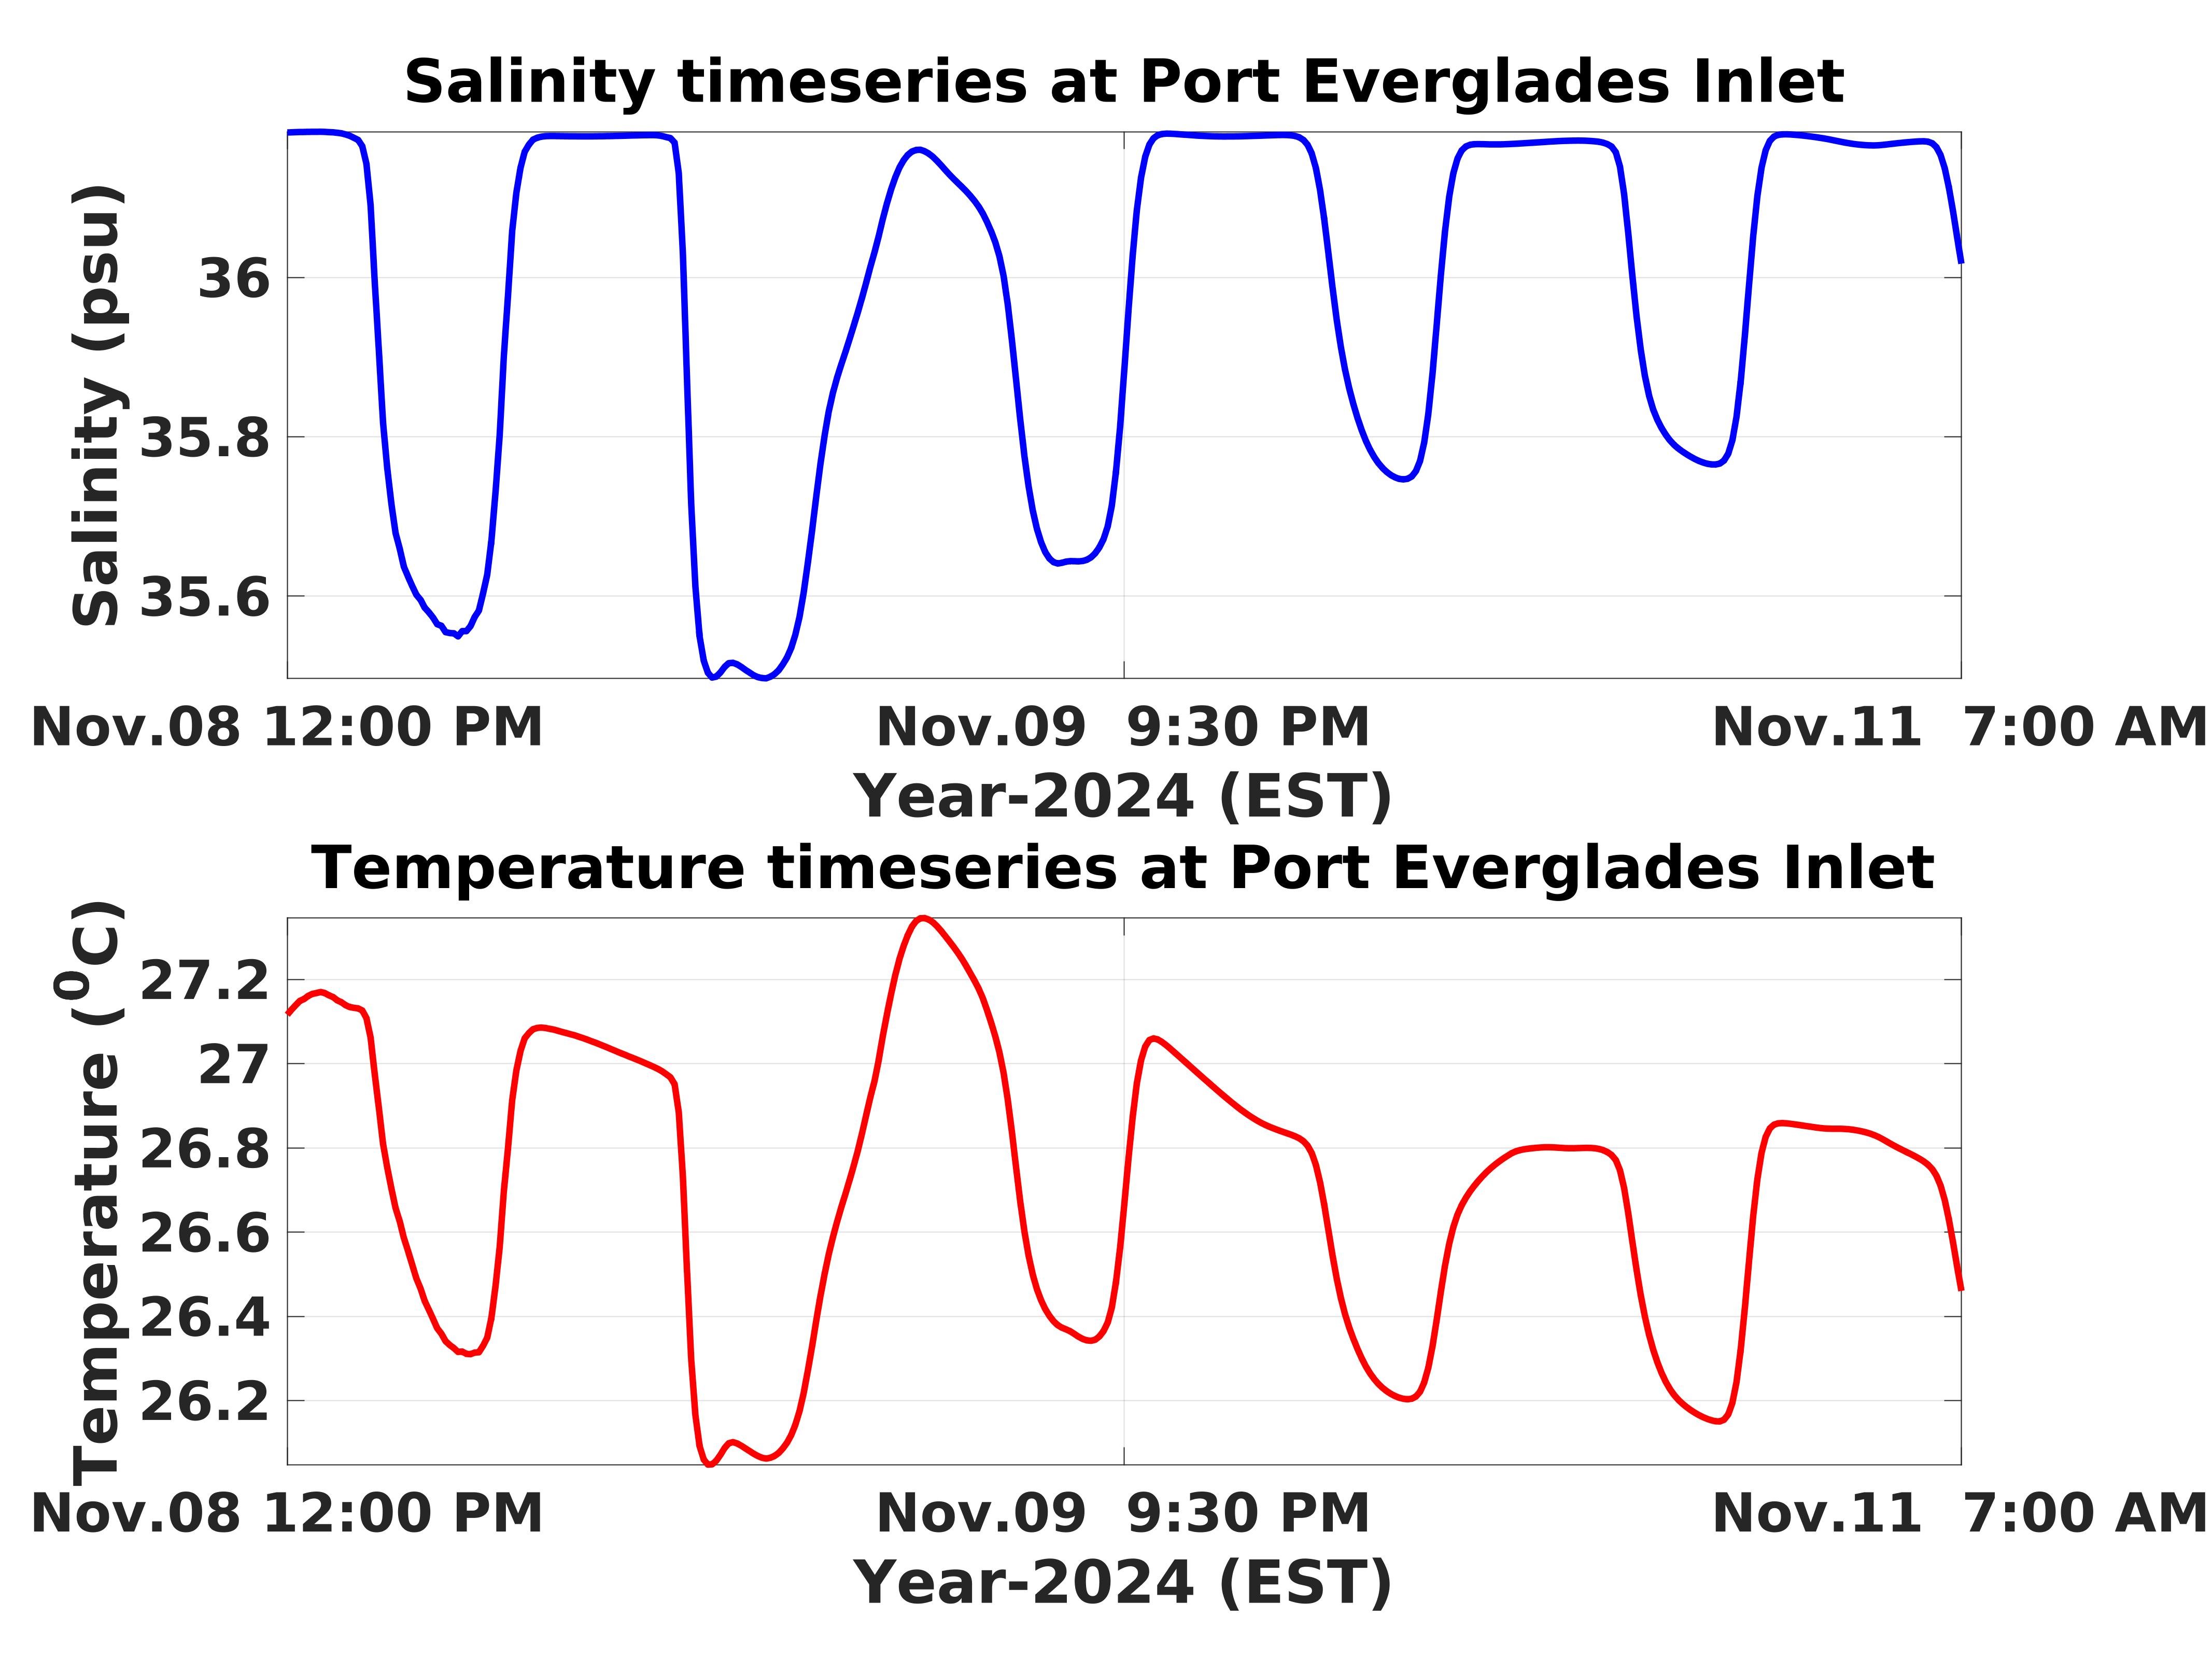 Salinity timeseries at Port Everglades Inlet
Salinity (psu)
36
35.8
35.6
Nov.08 12:00 PM Nov.09 9:30 PM Nov.11 7:00 AM
Year-2024 (EST)
Temperature timeseries at Port Everglades Inlet
Temperature (⁰C)
27.2
27
26.8
26.6
26.4
26.2
Nov.08 12:00 PM Nov.09 9:30 PM Nov.11 7:00 AM
Year-2024 (EST)